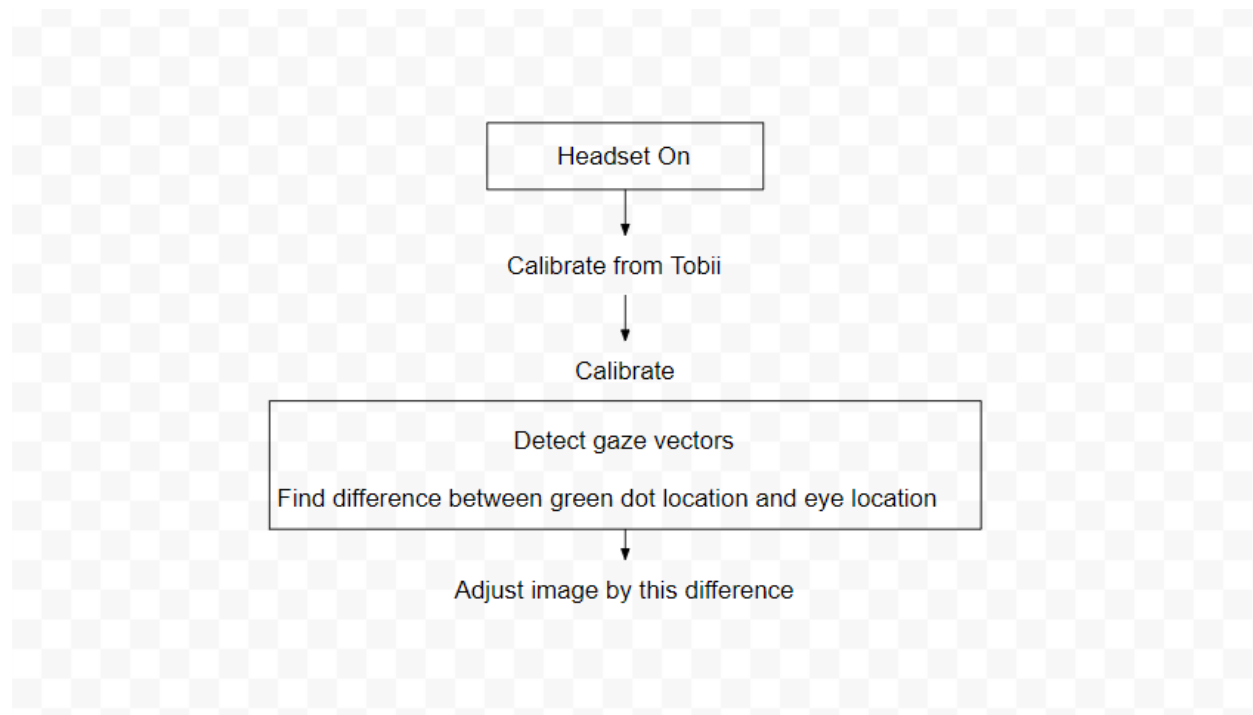 Headset On
Calibrate from Tobii
Calibrate
Detect gaze vectors
Find difference between green dot location and eye location
Adjust image by this difference